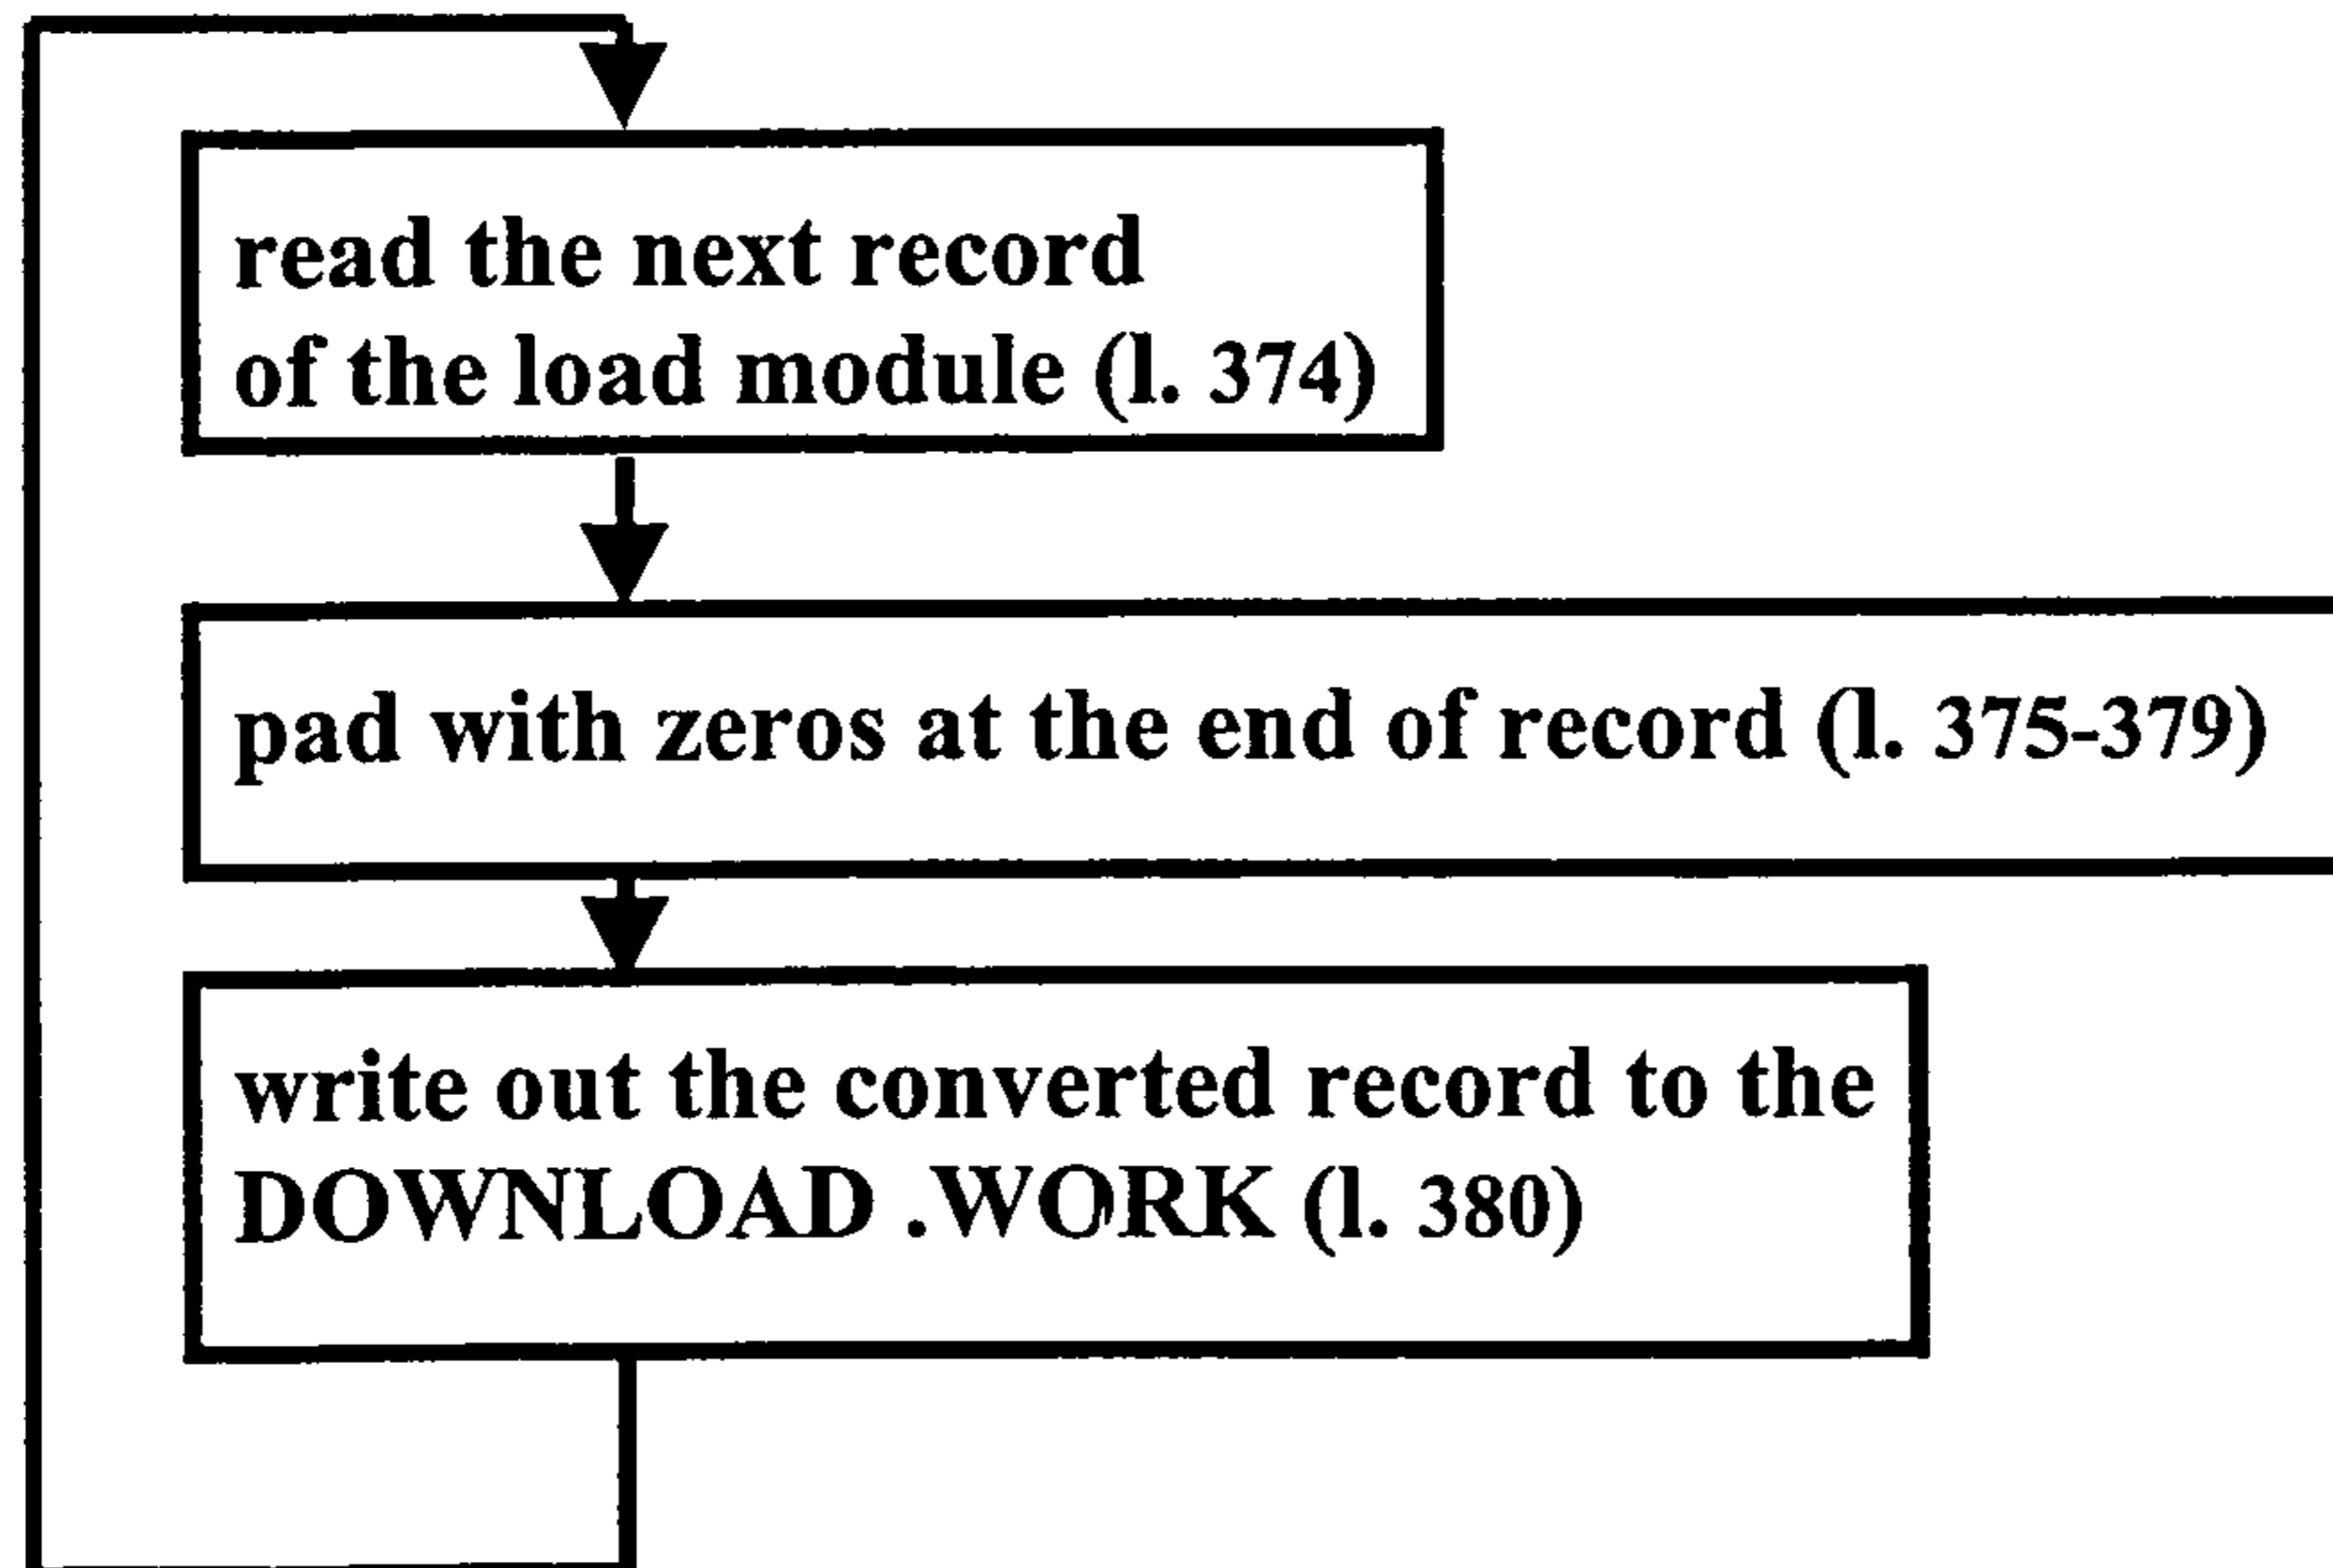 read the next record
of the load module (l. 374)
pad with zeros at the end of record (l. 375-379)
write out the converted record to the
DOWNLOAD .WORK (l. 380)